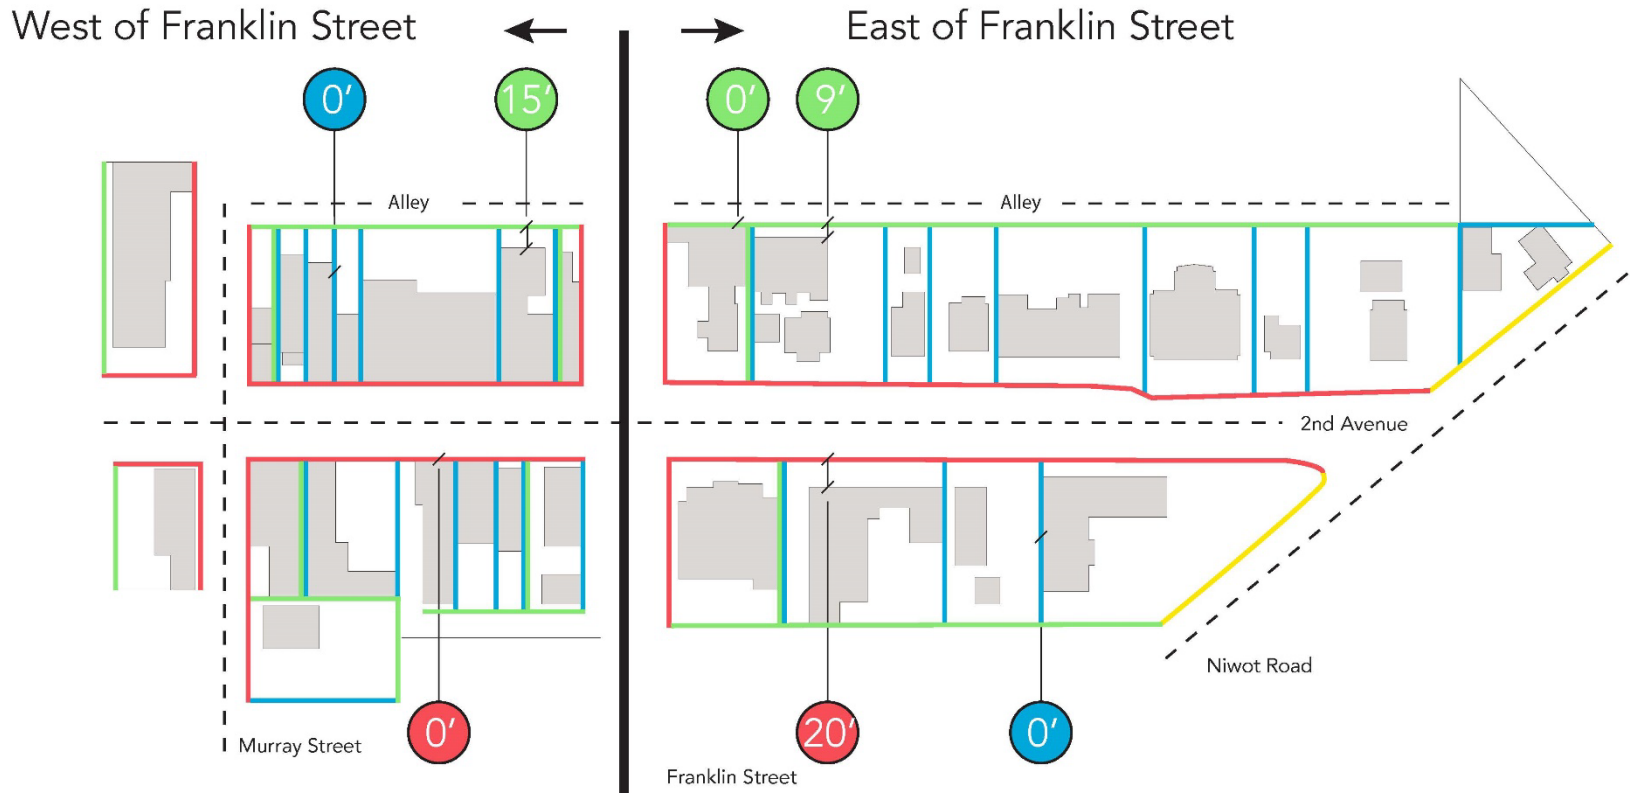 West of Franklin Street
East of Franklin Street
0'
15'
0'
9'
Alley
Alley
2nd Avenue
Niwot Road
0'
20'
0'
Murray Street
Franklin Street